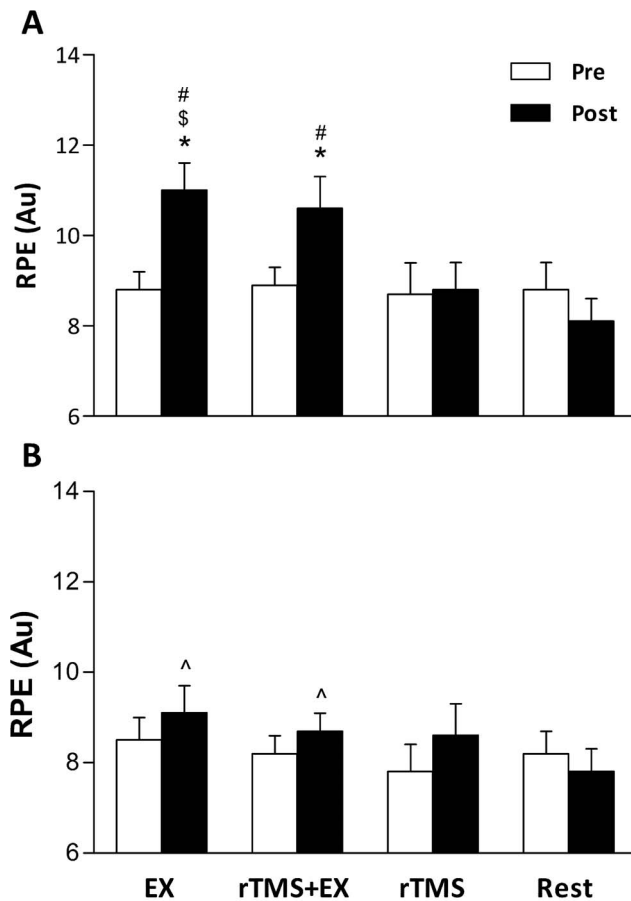 A
14
12
10
8
6
RPE (Au)
#
$
*
#
*
Pre
Post
B
14
12
10
8
6
RPE (Au)
^
^
EX rTMS+EX rTMS Rest